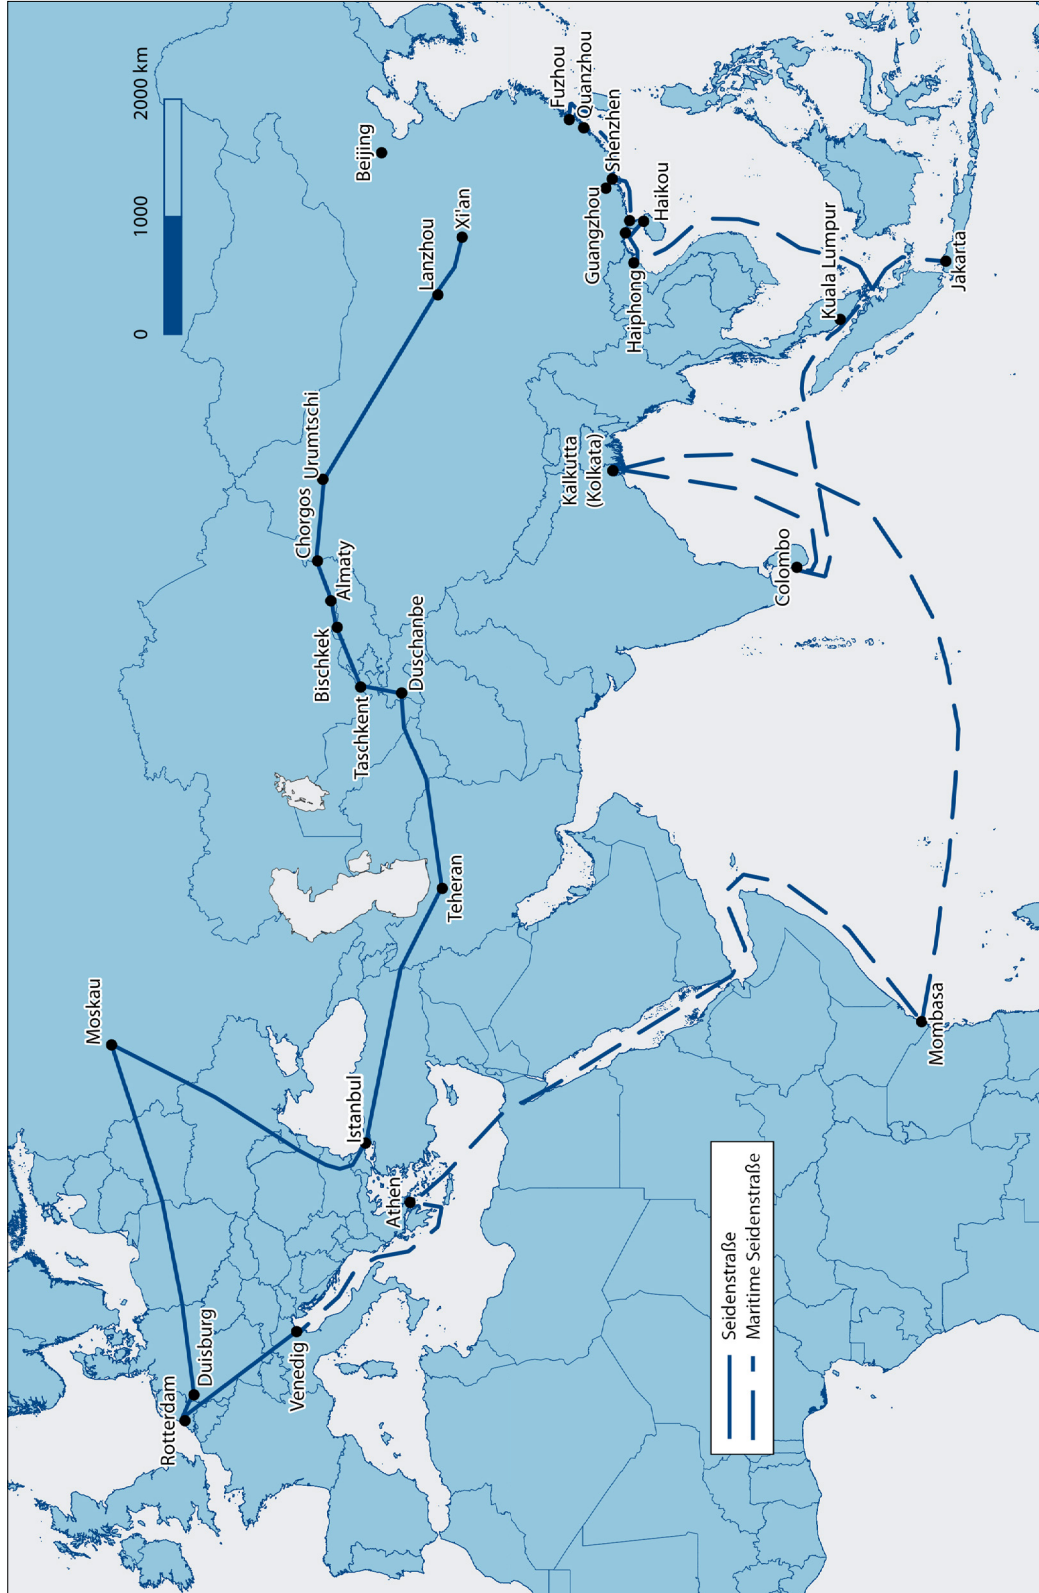 Moskau
Rotterdam
Duisburg
Venedig
Istanbul
Athen
Teheran
Taschkent
Duschanbe
Bischkek
Almaty
Chorgos
Urumtschi
Lanzhou
Xi'an
Beijing
0
1000
2000 km
Fuzhou
Quanzhou
Shenzhen
Guangzhou
Haikou
Haiphong
Kalkutta
(Kolkata)
Colombo
Kuala Lumpur
Jakarta
Mombasa
Seidenstraße
Maritime Seidenstraße